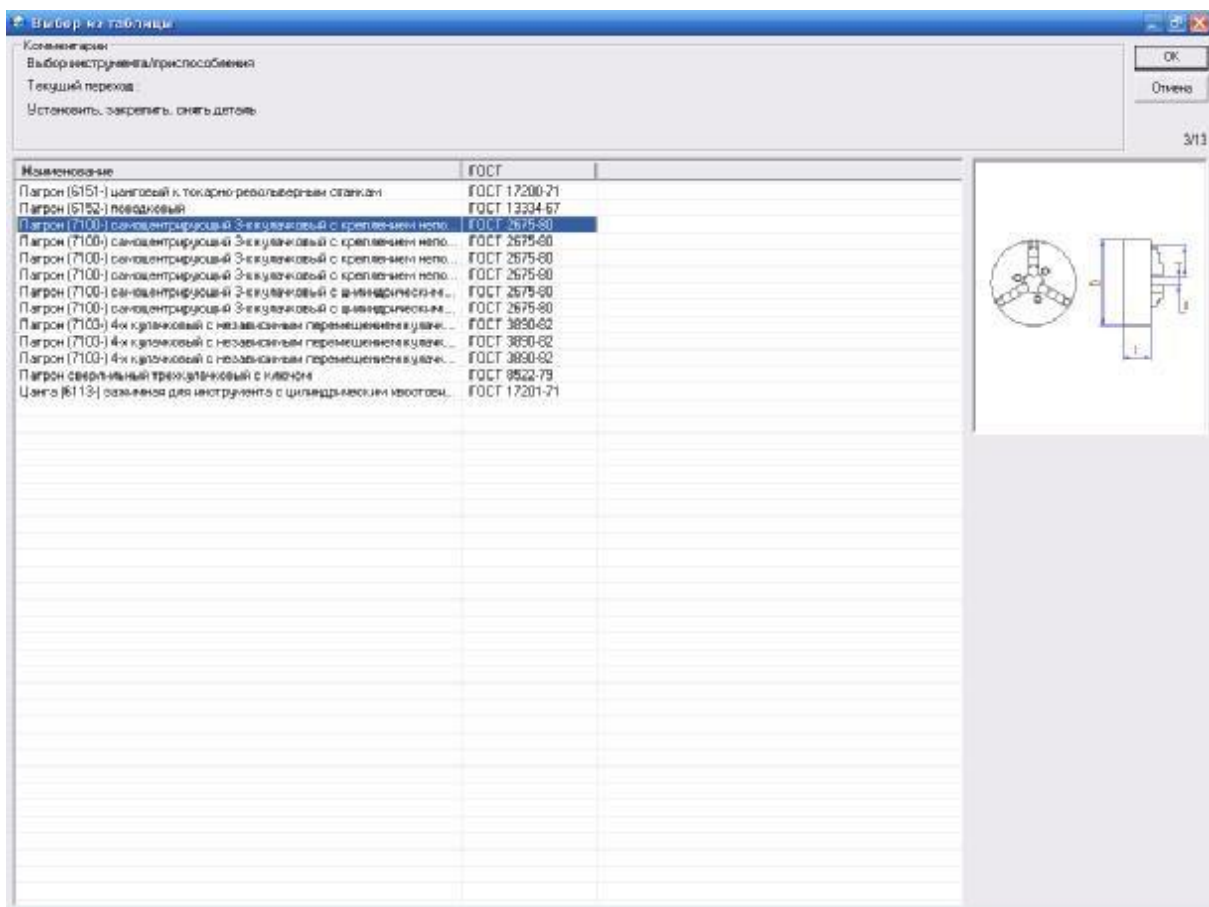 Выбор из таблицы
Комментарии
Выбор инструмента/приспособления
Текущий переход :
Установить, закрепить, снять деталь
OK
Отмена
3/13
Наименование ГОСТ
Патрон (6151-) цанговый к токарно-револьверным станкам ГОСТ 17200-71
Патрон (6152-) поводковый ГОСТ 13334-67
Патрон (7100-) самоцентрирующий 3-х кулачковый с креплением непо... ГОСТ 2675-80
Патрон (7100-) самоцентрирующий 3-х кулачковый с креплением непо... ГОСТ 2675-80
Патрон (7100-) самоцентрирующий 3-х кулачковый с креплением непо... ГОСТ 2675-80
Патрон (7100-) самоцентрирующий 3-х кулачковый с креплением непо... ГОСТ 2675-80
Патрон (7100-) самоцентрирующий 3-х кулачковый с цилиндрическим... ГОСТ 2675-80
Патрон (7100-) самоцентрирующий 3-х кулачковый с цилиндрическим... ГОСТ 2675-80
Патрон (7103-) 4-х кулачковый с независимым перемещением кулачк... ГОСТ 3890-82
Патрон (7103-) 4-х кулачковый с независимым перемещением кулачк... ГОСТ 3890-82
Патрон (7103-) 4-х кулачковый с независимым перемещением кулачк... ГОСТ 3890-82
Патрон сверлильный трехкулачковый с ключом ГОСТ 8522-79
Цанга (6113-) зажимная для инструмента с цилиндрическим хвостови... ГОСТ 17201-71